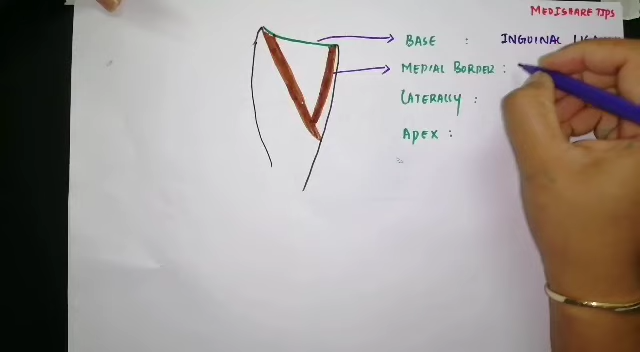 MEDISHARE TIPS
BASE : INGUINAL
MEDIAL BORDER :
LATERALLY :
APEX :